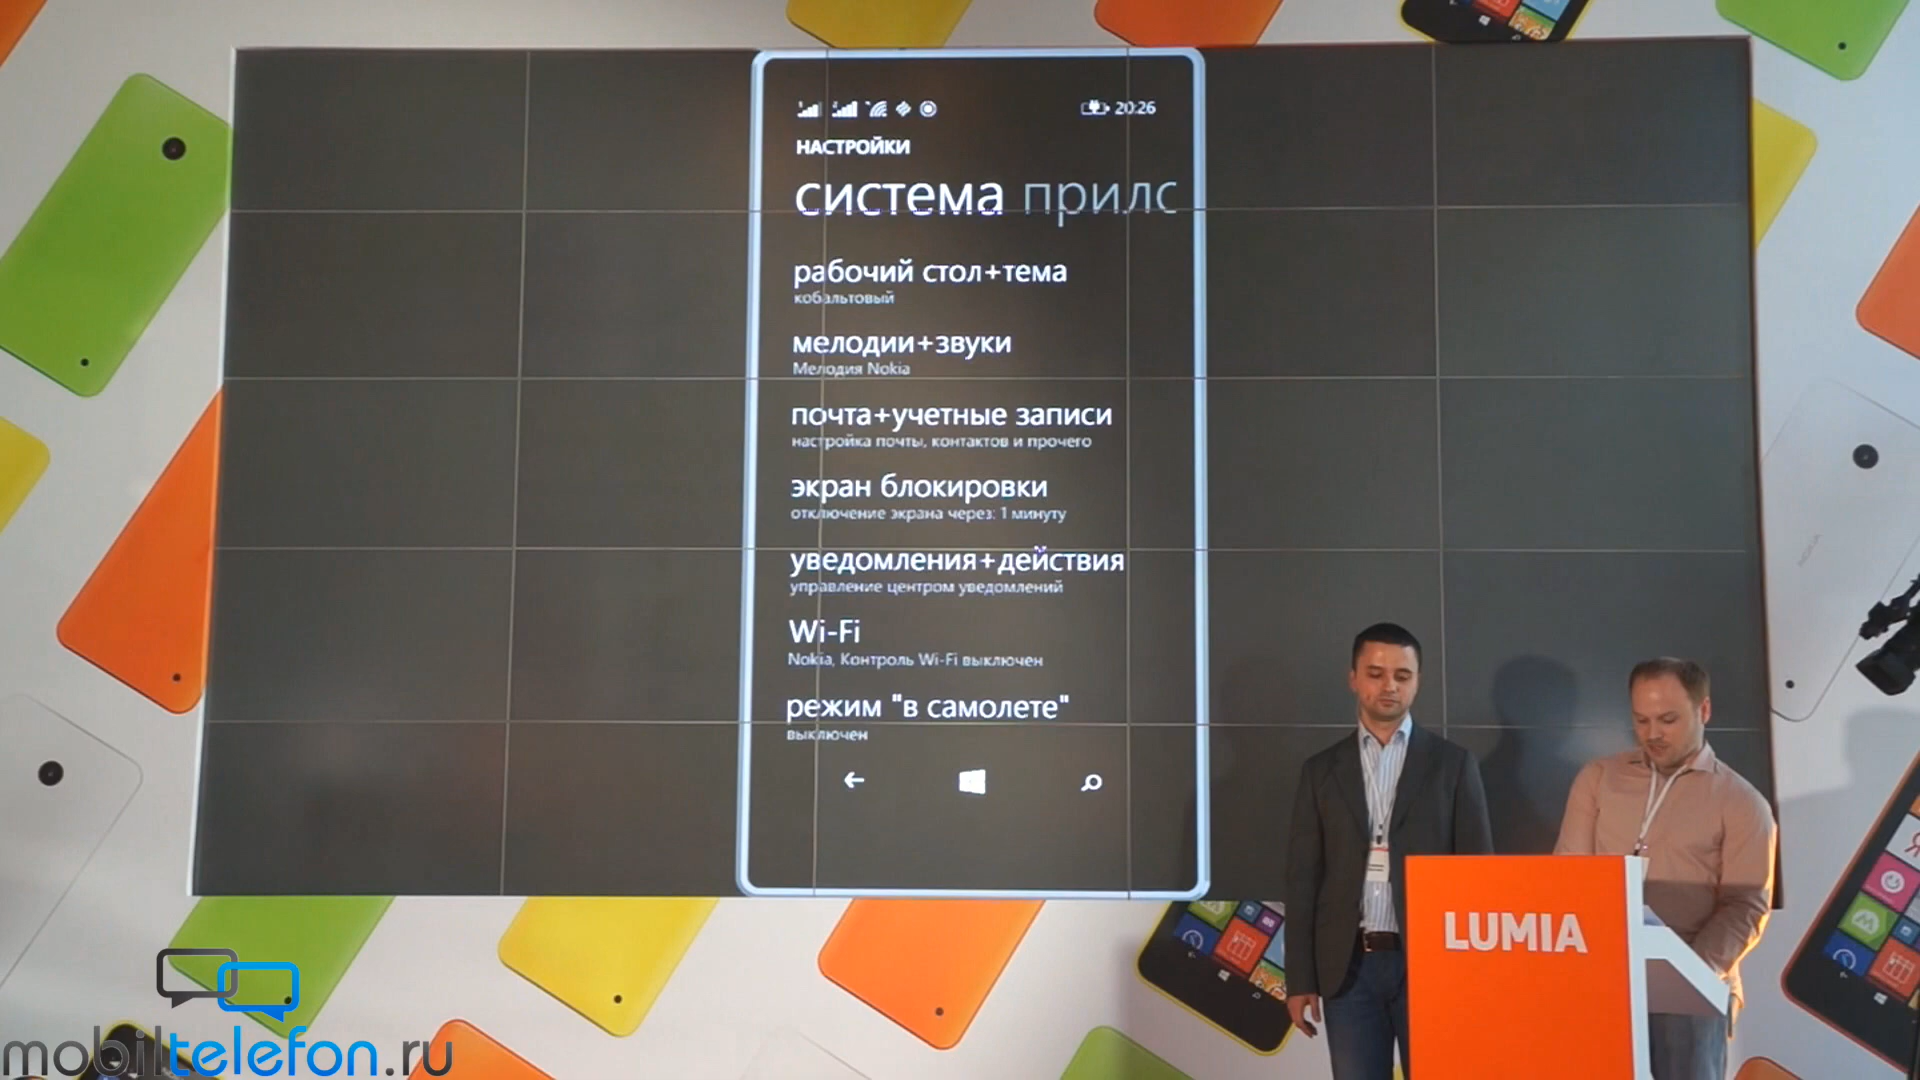 20:26
НАСТРОЙКИ
система прилс
рабочий стол+тема
кобальтовый
мелодии+звуки
Мелодия Nokia
почта+учетные записи
настройка почты, контактов и прочего
экран блокировки
отключение экрана через: 1 минуту
уведомления+действия
управление центром уведомлений
Wi-Fi
Nokia, Контроль Wi-Fi выключен
режим "в самолете"
выключен
LUMIA
mobiltelefon.ru